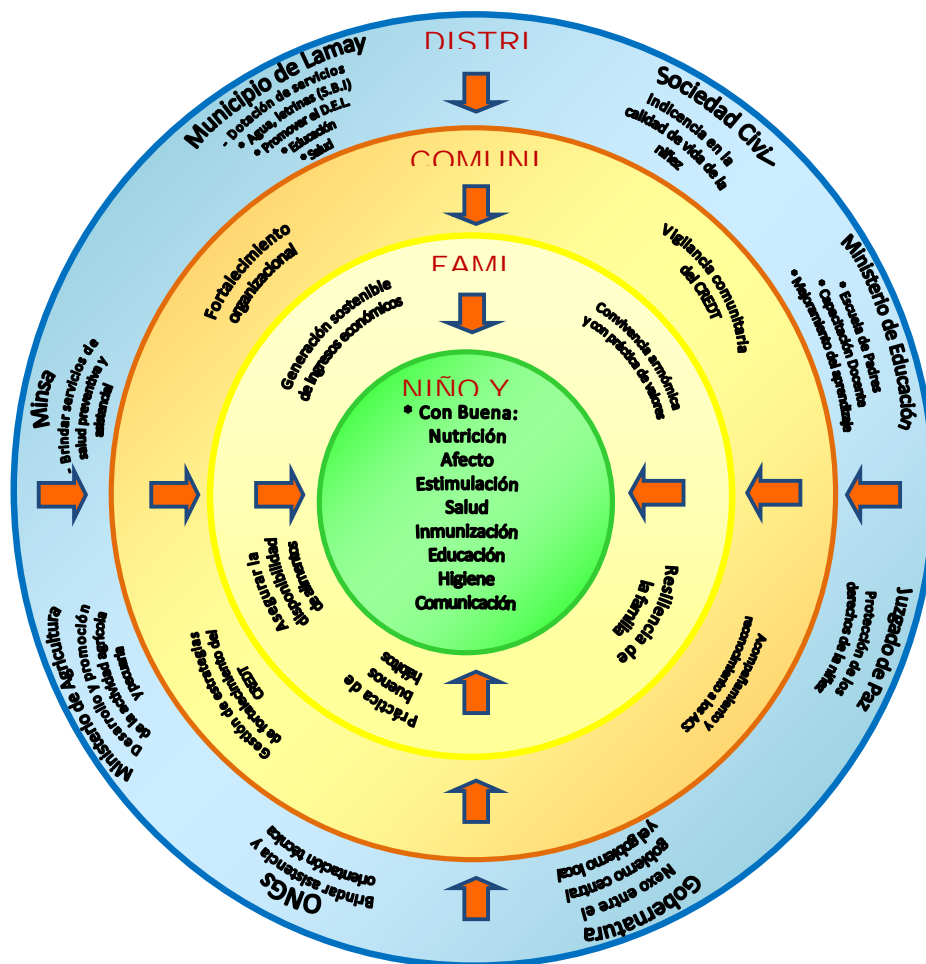 DISTRI
Municipio de Lamay
- Dotación de servicios
* Agua, letrinas (S.B.I)
* Promover el D.E.L.
* Educación
* Salud
Sociedad Civi
Indicencia en la
calidad de vida de la
niñez
Ministerio de Educación
* Escuela de Padres
* Capacitación Docente
* Mejoramiento del aprendizaje
Juzgado de Paz
Protección de los
derechos de la niñez
Gobernatura
Nexo entre el
gobierno central
y el gobierno local
ONGs
Brindar asistencia y
orientación técnica
Ministerio de Agricultura
Desarrollo y promoción
de la actividad agrícola
y pecuaria
Minsa
- Brindar servicios de
salud preventiva y
asistencial
COMUNI
Fortalecimiento
organizacional
Vigilancia comunitaria
del CREDT
Acompañamiento y
reconocimiento a los ACS
Gestión de estrategias
de fortalecimiento del
CREDT
FAMI
Generación sostenible
de ingresos económicos
Convivencia armónica
y con práctica de valores
Resiliencia de
la familia
Práctica de
buenos
hábitos
Asegurar la
disponibilidad
de alimentos
NIÑO Y
* Con Buena:
Nutrición
Afecto
Estimulación
Salud
Inmunización
Educación
Higiene
Comunicación